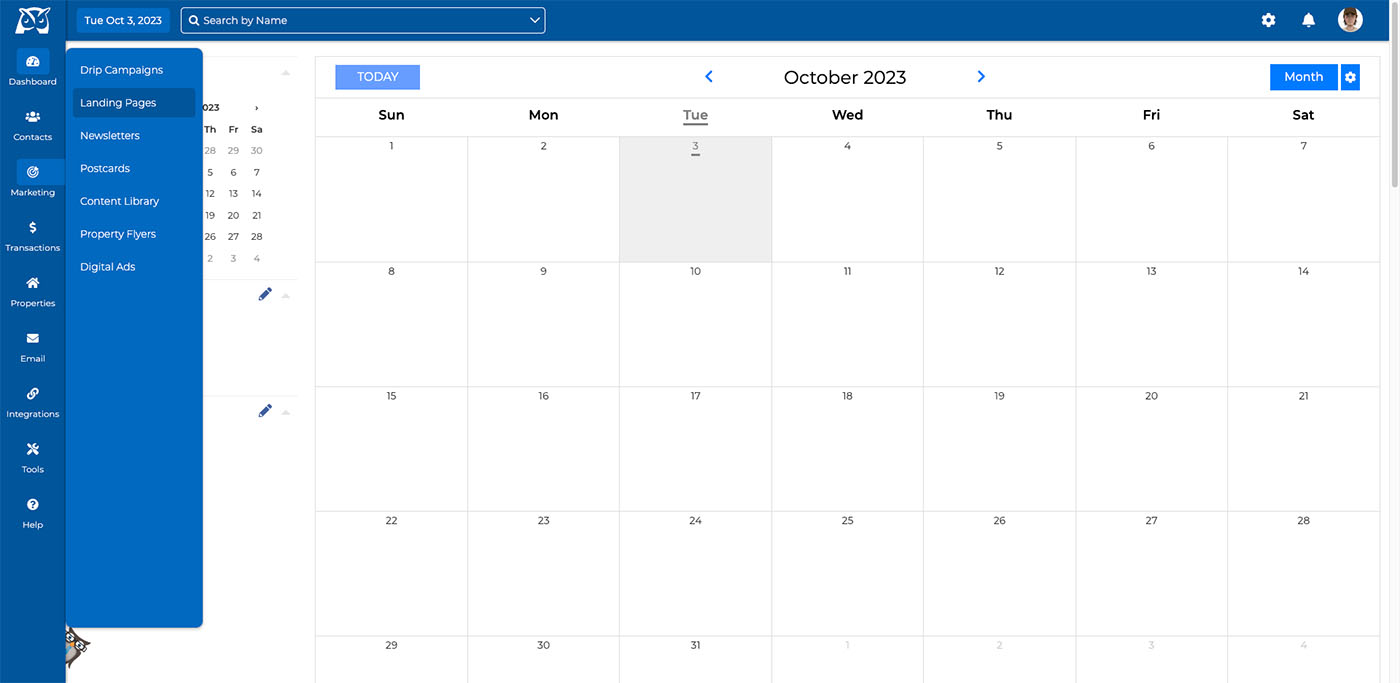 Tue Oct 3, 2023
Search by Name
Dashboard
Contacts
Marketing
Transactions
Properties
Email
Integrations
Tools
Help
Drip Campaigns
Landing Pages
Newsletters
Postcards
Content Library
Property Flyers
Digital Ads
023 ›
Th Fr Sa
28 29 30
5 6 7
12 13 14
19 20 21
26 27 28
2 3 4
TODAY
October 2023
Month
Sun Mon Tue Wed Thu Fri Sat
1 2 3 4 5 6 7
8 9 10 11 12 13 14
15 16 17 18 19 20 21
22 23 24 25 26 27 28
29 30 31 1 2 3 4